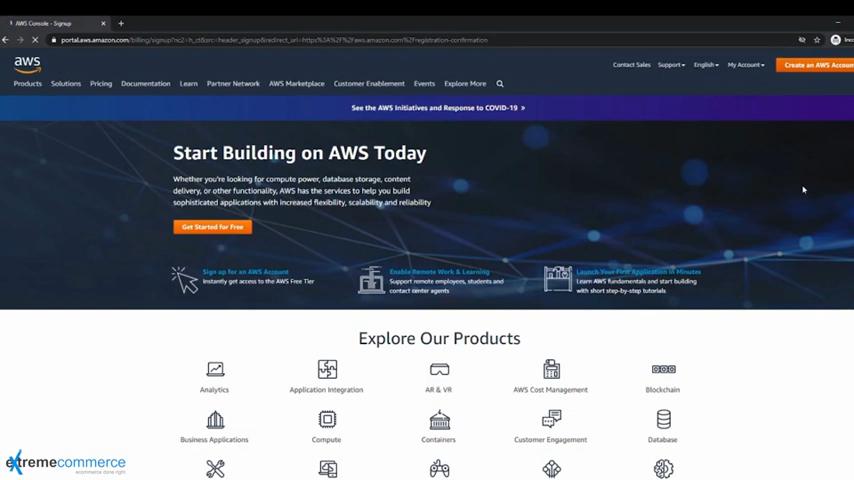 AWS Console - Signup
portal.aws.amazon.com/billing/signup?nc2=h_ct&src=header_signup&redirect_url=https%3A%2F%2Faws.amazon.com%2Fregistration-confirmation
aws
Contact Sales Support English My Account Create an AWS Account
Products Solutions Pricing Documentation Learn Partner Network AWS Marketplace Customer Enablement Events Explore More
See the AWS Initiatives and Response to COVID-19 »
Start Building on AWS Today
Whether you're looking for compute power, database storage, content
delivery, or other functionality, AWS has the services to help you build
sophisticated applications with increased flexibility, scalability and reliability
Get Started for Free
Sign up for an AWS Account
Instantly get access to the AWS Free Tier
Enable Remote Work & Learning
Support remote employees, students and
contact center agents
Launch Your First Application in Minutes
Learn AWS fundamentals and start building
with short step-by-step tutorials
Explore Our Products
Analytics Application Integration AR & VR AWS Cost Management Blockchain
Business Applications Compute Containers Customer Engagement Database
extremecommerce
ecommerce done right